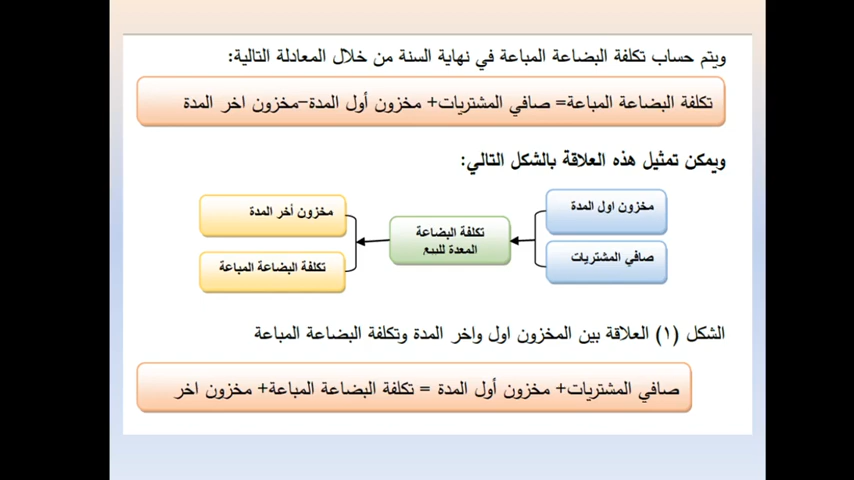 ويتم حساب تكلفة البضاعة المباعة في نهاية السنة من خلال المعادلة التالية:
تكلفة البضاعة المباعة= صافي المشتريات+ مخزون أول المدة–مخزون اخر المدة
ويمكن تمثيل هذه العلاقة بالشكل التالي:
مخزون اول المدة
صافي المشتريات
تكلفة البضاعة
المعدة للبيع
مخزون أخر المدة
تكلفة البضاعة المباعة
الشكل (١) العلاقة بين المخزون اول واخر المدة وتكلفة البضاعة المباعة
صافي المشتريات+ مخزون أول المدة = تكلفة البضاعة المباعة+ مخزون اخر